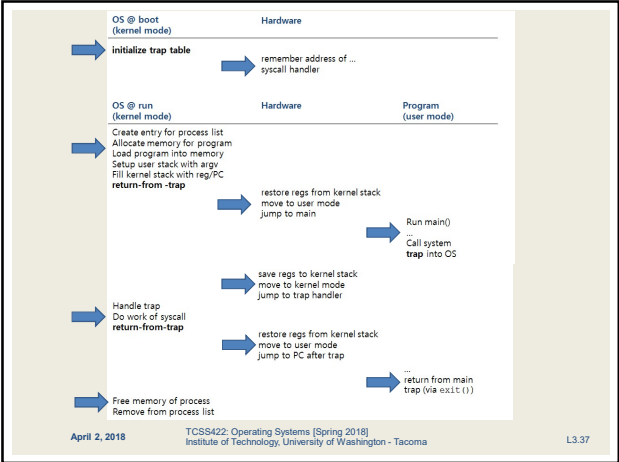 OS @ boot Hardware
(kernel mode)
initialize trap table
remember address of ...
syscall handler
OS @ run Hardware Program
(kernel mode) (user mode)
Create entry for process list
Allocate memory for program
Load program into memory
Setup user stack with argv
Fill kernel stack with reg/PC
return-from -trap
restore regs from kernel stack
move to user mode
jump to main
Run main()
...
Call system
trap into OS
save regs to kernel stack
move to kernel mode
jump to trap handler
Handle trap
Do work of syscall
return-from-trap
restore regs from kernel stack
move to user mode
jump to PC after trap
...
return from main
trap (via exit())
Free memory of process
Remove from process list
April 2, 2018
TCSS422: Operating Systems [Spring 2018]
Institute of Technology, University of Washington - Tacoma
L3.37